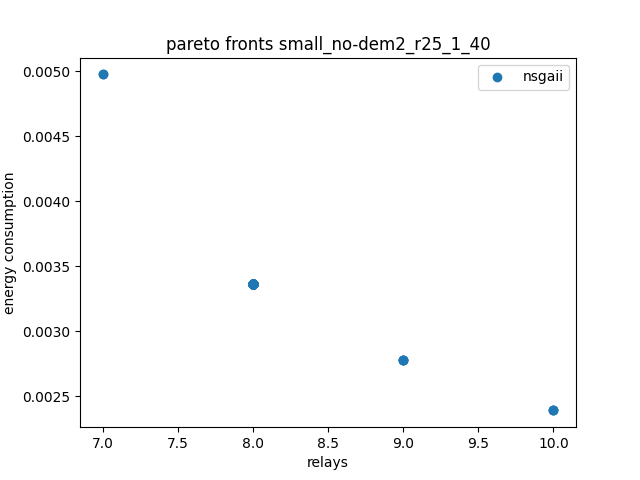 pareto fronts small_no-dem2_r25_1_40
nsgaii
0.0050
0.0045
0.0040
0.0035
0.0030
0.0025
energy consumption
7.0 7.5 8.0 8.5 9.0 9.5 10.0
relays